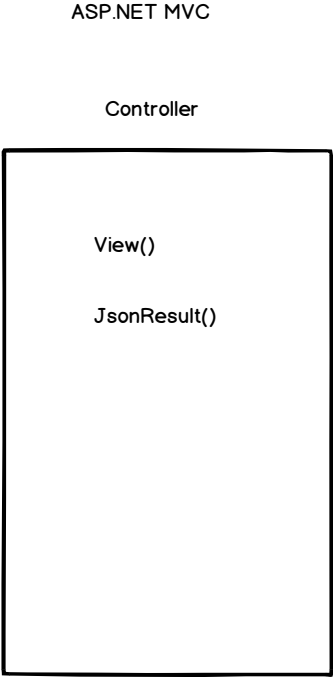 ASP.NET MVC
Controller
View()
JsonResult()